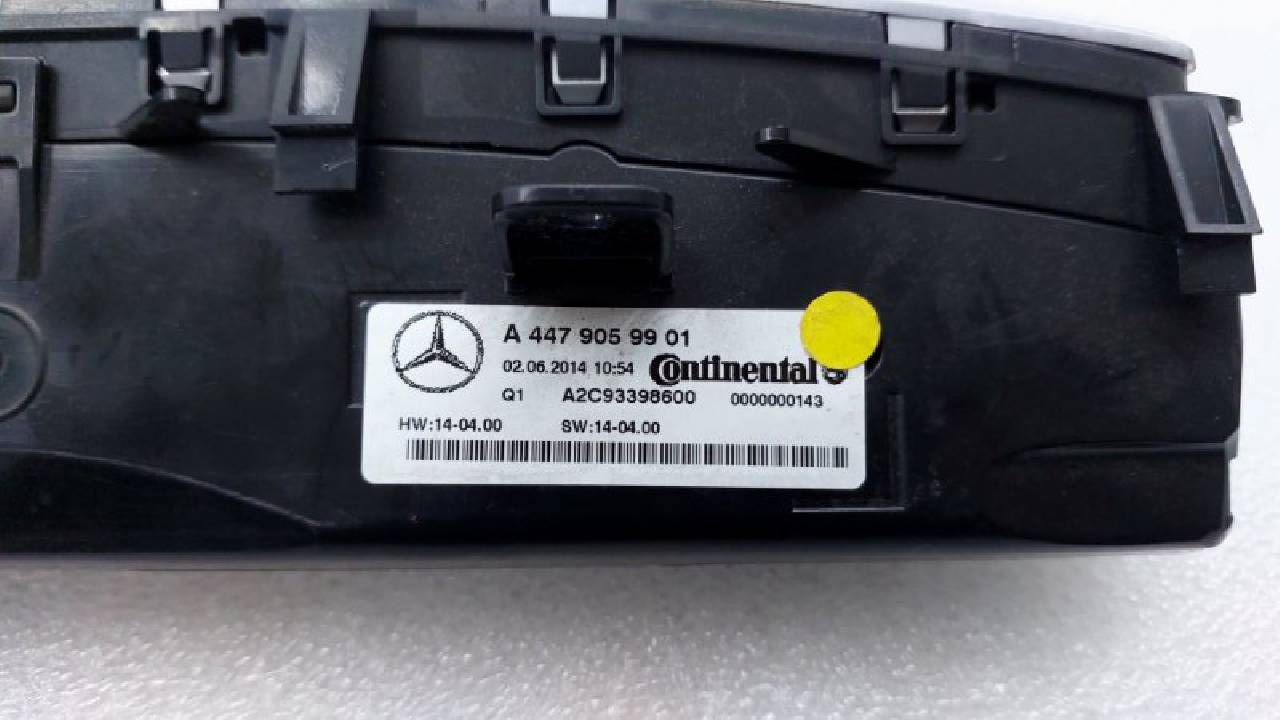 A 447 905 99 01
02.06.2014 10:54 Continental
Q1 A2C93398600 0000000143
HW:14-04.00 SW:14-04.00